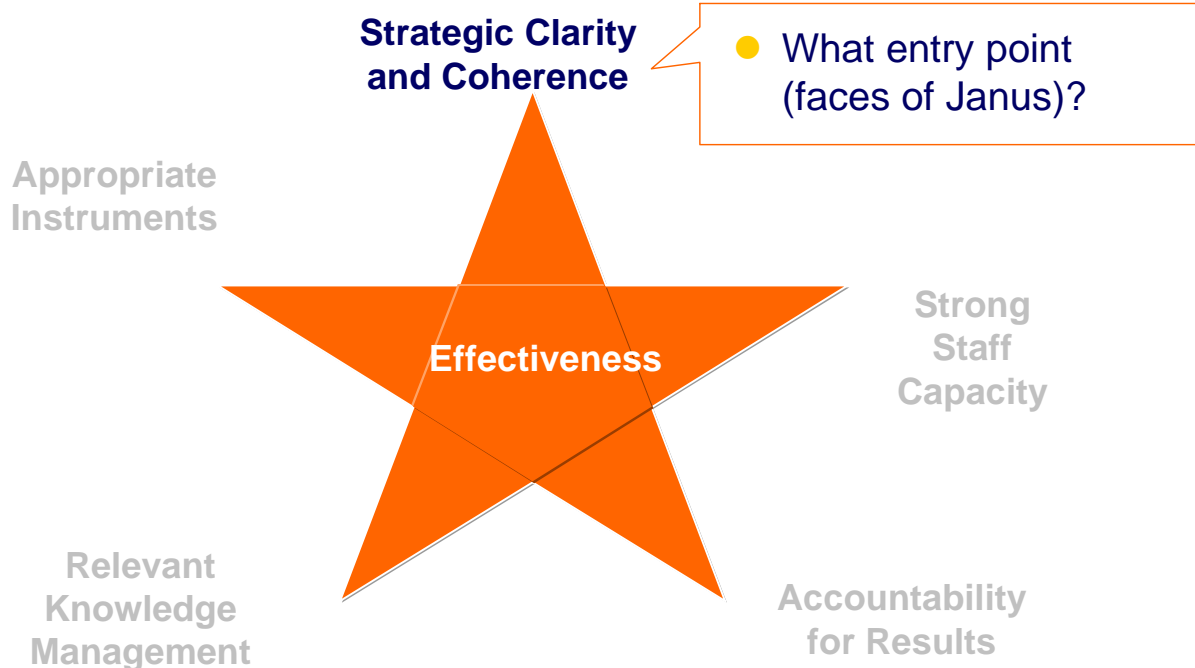 Strategic Clarity
and Coherence
What entry point
(faces of Janus)?
Appropriate
Instruments
Strong
Staff
Capacity
Effectiveness
Relevant
Knowledge
Management
Accountability
for Results